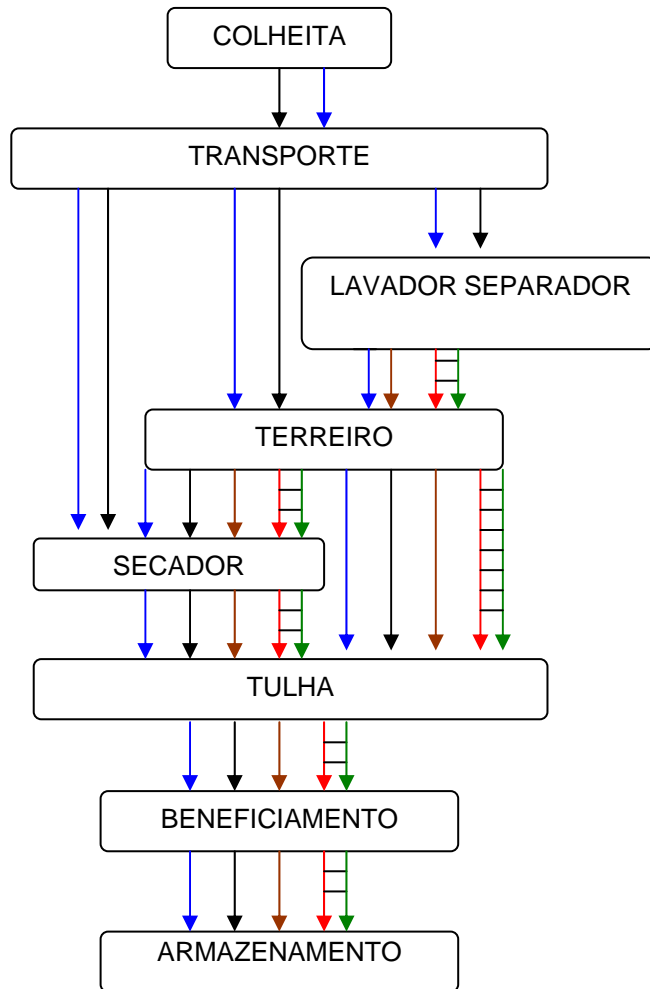 COLHEITA
TRANSPORTE
LAVADOR SEPARADOR
TERREIRO
SECADOR
TULHA
BENEFICIAMENTO
ARMAZENAMENTO